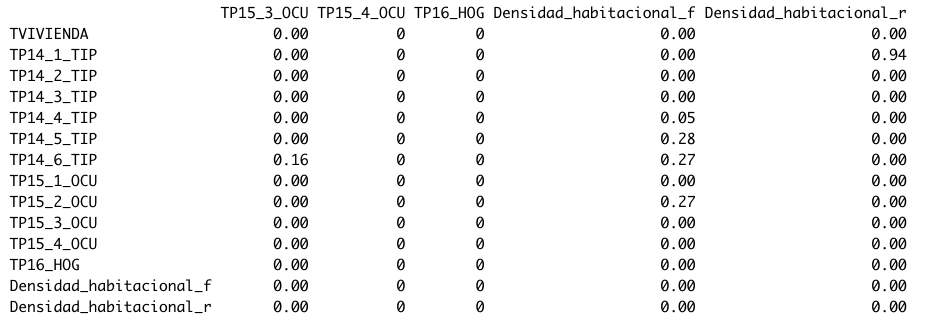 TP15_3_OCU TP15_4_OCU TP16_HOG Densidad_habitacional_f Densidad_habitacional_r
TVIVIENDA 0.00 0 0 0.00 0.00
TP14_1_TIP 0.00 0 0 0.00 0.94
TP14_2_TIP 0.00 0 0 0.00 0.00
TP14_3_TIP 0.00 0 0 0.00 0.00
TP14_4_TIP 0.00 0 0 0.05 0.00
TP14_5_TIP 0.00 0 0 0.28 0.00
TP14_6_TIP 0.16 0 0 0.27 0.00
TP15_1_OCU 0.00 0 0 0.00 0.00
TP15_2_OCU 0.00 0 0 0.27 0.00
TP15_3_OCU 0.00 0 0 0.00 0.00
TP15_4_OCU 0.00 0 0 0.00 0.00
TP16_HOG 0.00 0 0 0.00 0.00
Densidad_habitacional_f 0.00 0 0 0.00 0.00
Densidad_habitacional_r 0.00 0 0 0.00 0.00